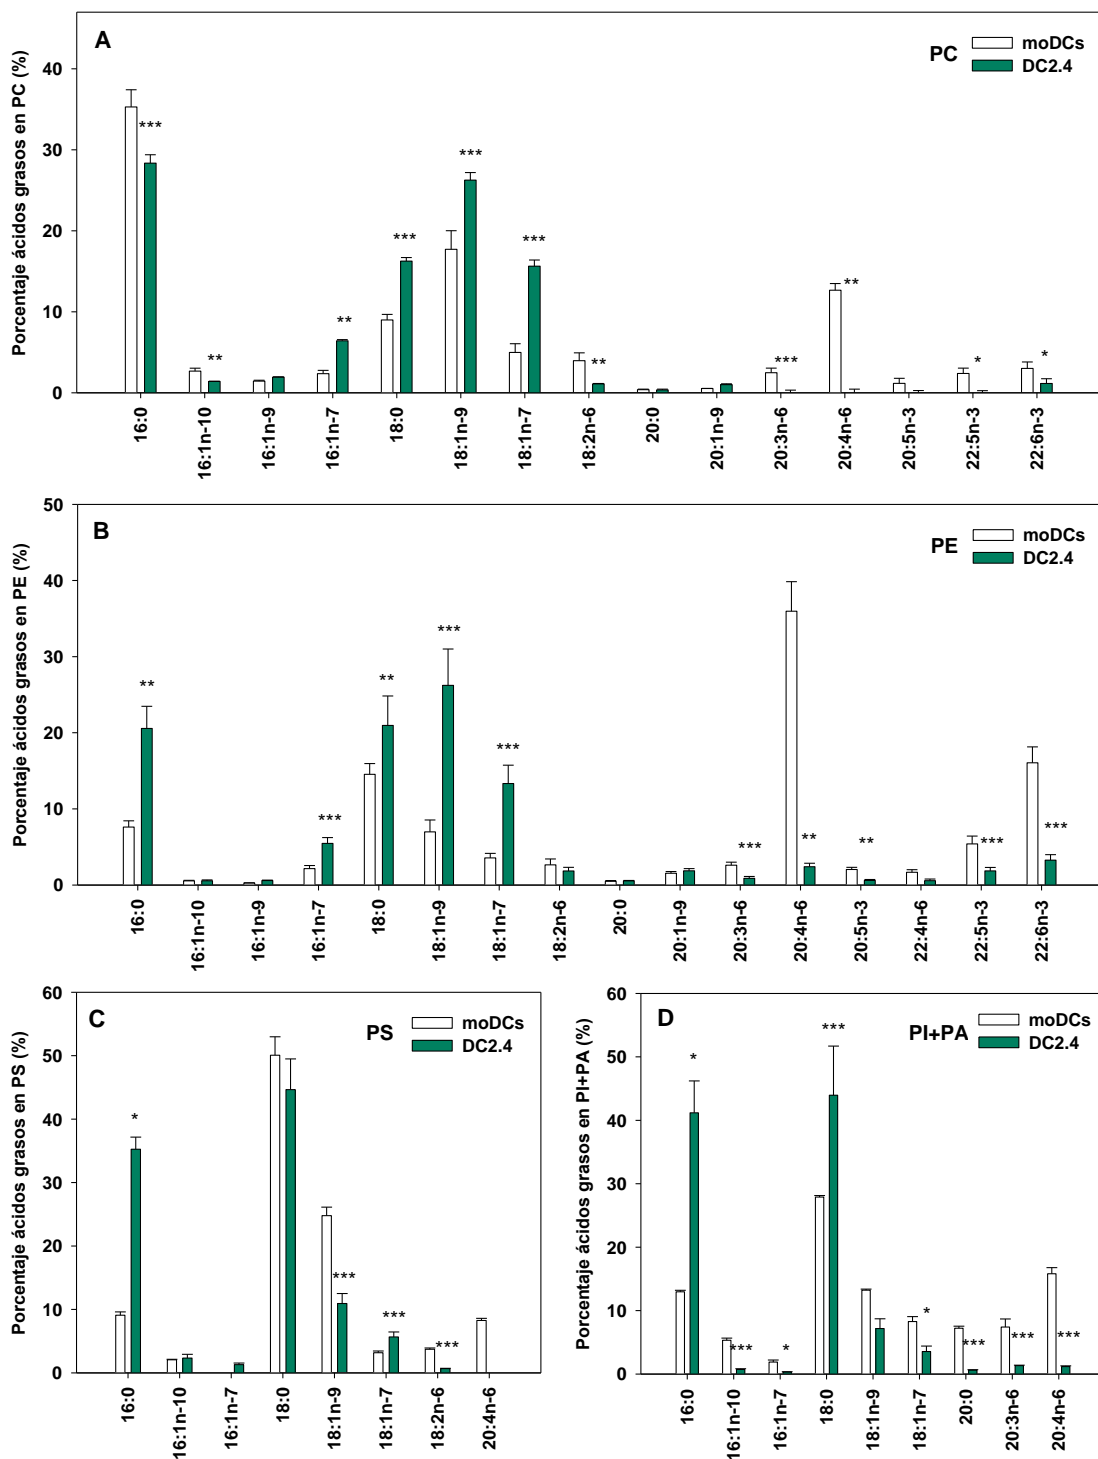 A
PC
moDCs
DC2.4
Porcentaje ácidos grasos en PC (%)
40
30
20
10
0
***
**
**
***
***
***
**
***
**
*
*
16:0
16:1n-10
16:1n-9
16:1n-7
18:0
18:1n-9
18:1n-7
18:2n-6
20:0
20:1n-9
20:3n-6
20:4n-6
20:5n-3
22:5n-3
22:6n-3
B
PE
moDCs
DC2.4
Porcentaje ácidos grasos en PE (%)
50
40
30
20
10
0
**
***
**
***
***
***
**
**
***
***
16:0
16:1n-10
16:1n-9
16:1n-7
18:0
18:1n-9
18:1n-7
18:2n-6
20:0
20:1n-9
20:3n-6
20:4n-6
20:5n-3
22:4n-6
22:5n-3
22:6n-3
C
PS
moDCs
DC2.4
Porcentaje ácidos grasos en PS (%)
60
50
40
30
20
10
0
*
***
***
***
16:0
16:1n-10
16:1n-7
18:0
18:1n-9
18:1n-7
18:2n-6
20:4n-6
D
PI+PA
moDCs
DC2.4
Porcentaje ácidos grasos en PI+PA (%)
60
50
40
30
20
10
0
*
***
*
***
*
***
***
***
16:0
16:1n-10
16:1n-7
18:0
18:1n-9
18:1n-7
20:0
20:3n-6
20:4n-6